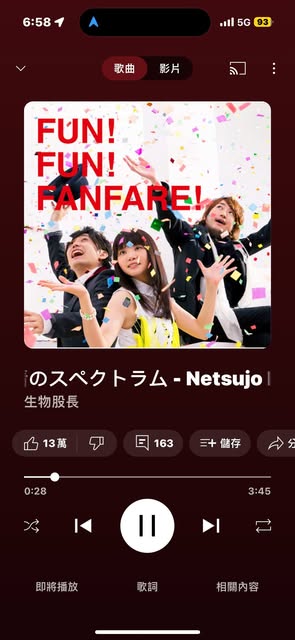 6:58
5G
93
歌曲
影片
FUN!
FUN!
FANFARE!
のスペクトラム - Netsujo
生物股長
13萬
163
儲存
分
0:28
3:45
即將播放
歌詞
相關內容